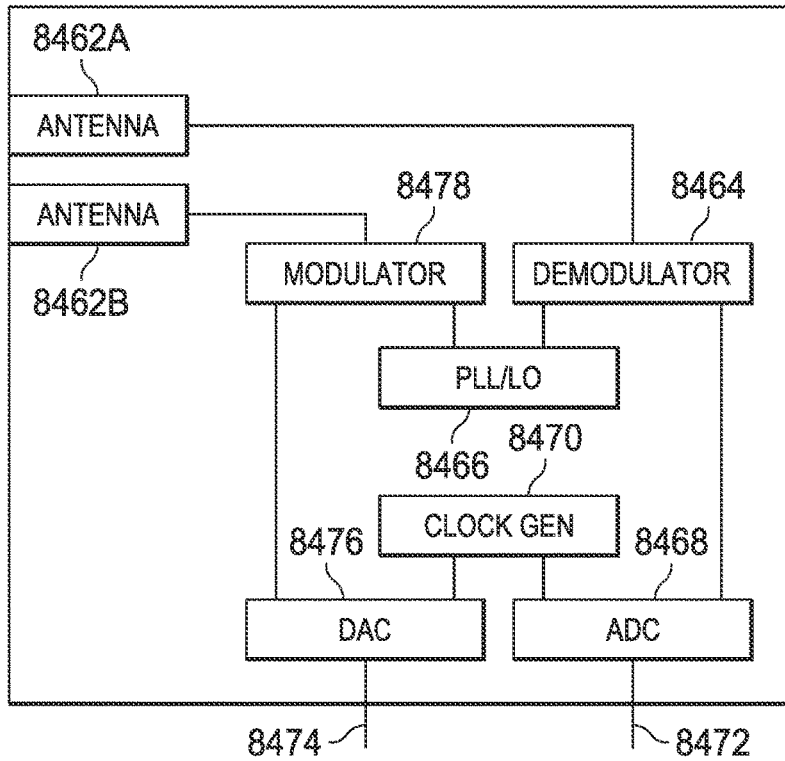 8462A
ANTENNA
ANTENNA
8462B
8478
8464
MODULATOR
DEMODULATOR
PLL/LO
8466
8470
CLOCK GEN
8476
8468
DAC
ADC
8474
8472